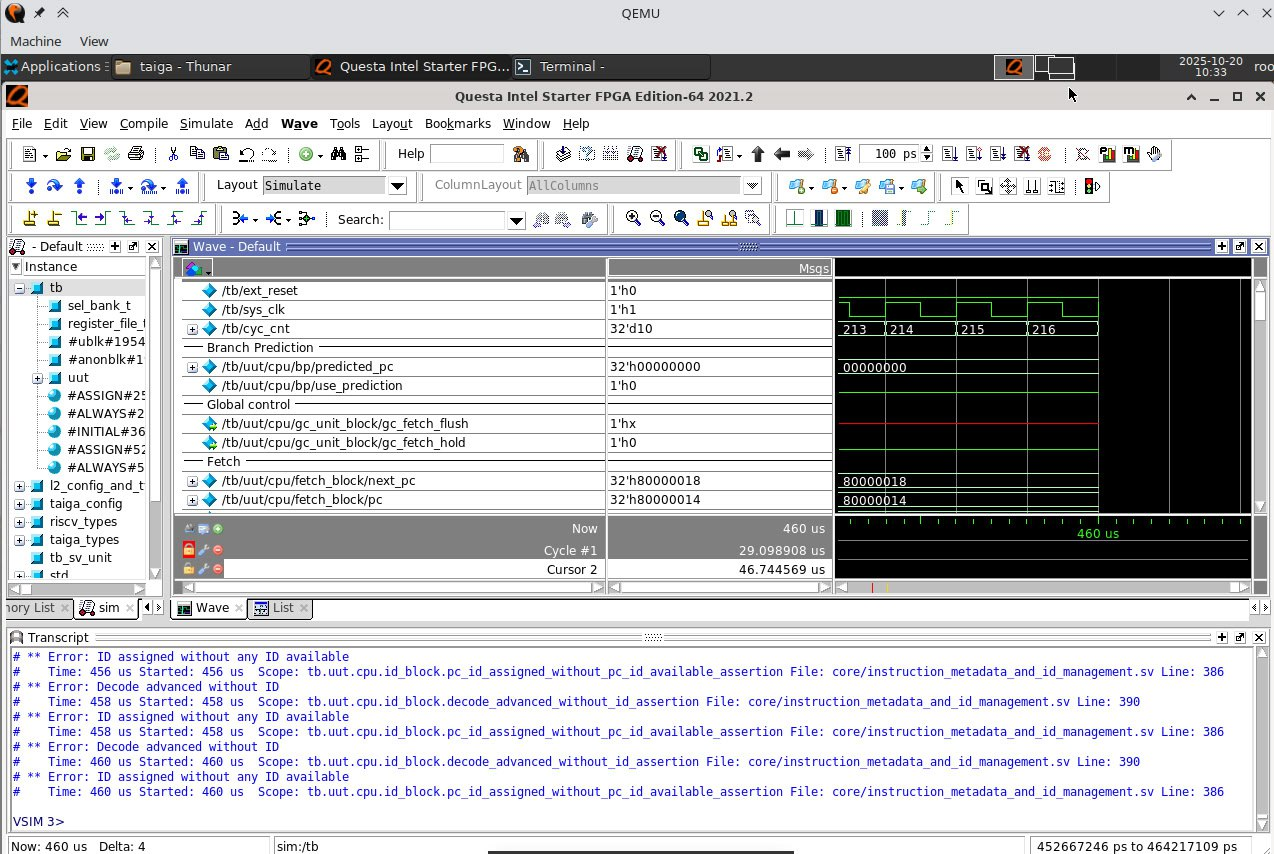 QEMU
Machine View
Applications taiga - Thunar Questa Intel Starter FPG... Terminal - 2025-10-20
10:33
roo
Questa Intel Starter FPGA Edition-64 2021.2
File Edit View Compile Simulate Add Wave Tools Layout Bookmarks Window Help
Help 100 ps
Layout Simulate ColumnLayout AllColumns
Search:
- Default
Wave - Default
Instance
Msgs
tb
sel_bank_t
register_file_t
#ublk#1954
#anonblk#1
uut
#ASSIGN#25
#ALWAYS#2
#INITIAL#36
#ASSIGN#52
#ALWAYS#5
l2_config_and_t
taiga_config
riscv_types
taiga_types
tb_sv_unit
std
/tb/ext_reset 1'h0
/tb/sys_clk 1'h1
/tb/cyc_cnt 32'd10 213 214 215 216
Branch Prediction
/tb/uut/cpu/bp/predicted_pc 32'h00000000 00000000
/tb/uut/cpu/bp/use_prediction 1'h0
Global control
/tb/uut/cpu/gc_unit_block/gc_fetch_flush 1'hx
/tb/uut/cpu/gc_unit_block/gc_fetch_hold 1'h0
Fetch
/tb/uut/cpu/fetch_block/next_pc 32'h80000018 80000018
/tb/uut/cpu/fetch_block/pc 32'h80000014 80000014
Now 460 us 460 us
Cycle #1 29.098908 us
Cursor 2 46.744569 us
nory List sim Wave List
Transcript
# ** Error: ID assigned without any ID available
# Time: 456 us Started: 456 us Scope: tb.uut.cpu.id_block.pc_id_assigned_without_pc_id_available_assertion File: core/instruction_metadata_and_id_management.sv Line: 386
# ** Error: Decode advanced without ID
# Time: 458 us Started: 458 us Scope: tb.uut.cpu.id_block.decode_advanced_without_id_assertion File: core/instruction_metadata_and_id_management.sv Line: 390
# ** Error: ID assigned without any ID available
# Time: 458 us Started: 458 us Scope: tb.uut.cpu.id_block.pc_id_assigned_without_pc_id_available_assertion File: core/instruction_metadata_and_id_management.sv Line: 386
# ** Error: Decode advanced without ID
# Time: 460 us Started: 460 us Scope: tb.uut.cpu.id_block.decode_advanced_without_id_assertion File: core/instruction_metadata_and_id_management.sv Line: 390
# ** Error: ID assigned without any ID available
# Time: 460 us Started: 460 us Scope: tb.uut.cpu.id_block.pc_id_assigned_without_pc_id_available_assertion File: core/instruction_metadata_and_id_management.sv Line: 386
VSIM 3>
Now: 460 us Delta: 4 sim:/tb 452667246 ps to 464217109 ps